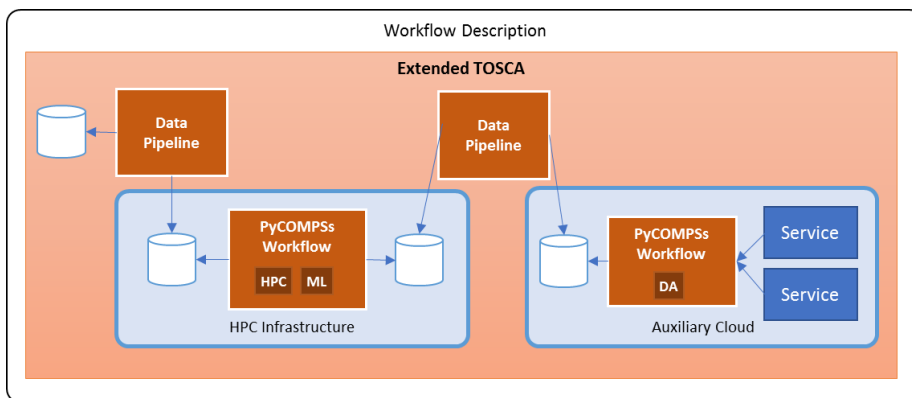 Workflow Description
Extended TOSCA
Data
Pipeline
Data
Pipeline
PyCOMPSs
Workflow
HPC ML
HPC Infrastructure
PyCOMPSs
Workflow
DA
Service
Service
Auxiliary Cloud